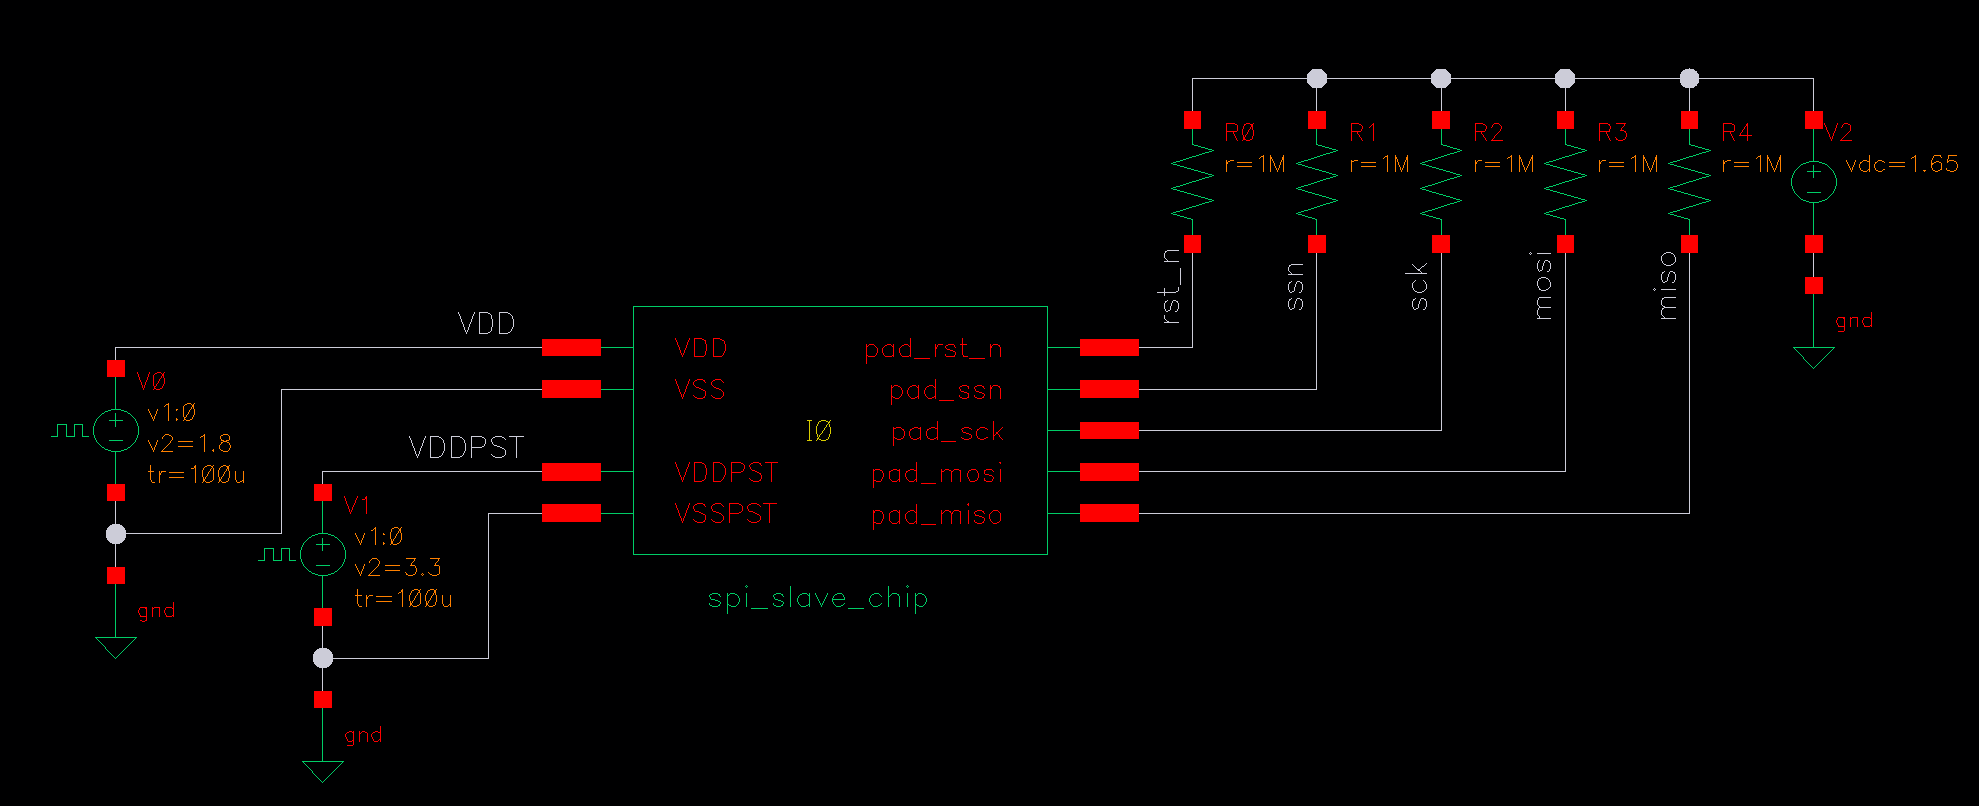 R0
r=1M
R1
r=1M
R2
r=1M
R3
r=1M
R4
r=1M
V2
vdc=1.65
rst_n
ssn
sck
mosi
miso
gnd
VDD
V0
v1:0
v2=1.8
tr=100u
gnd
VDDPST
V1
v1:0
v2=3.3
tr=100u
gnd
VDD
VSS
VDDPST
VSSPST
I0
pad_rst_n
pad_ssn
pad_sck
pad_mosi
pad_miso
spi_slave_chip